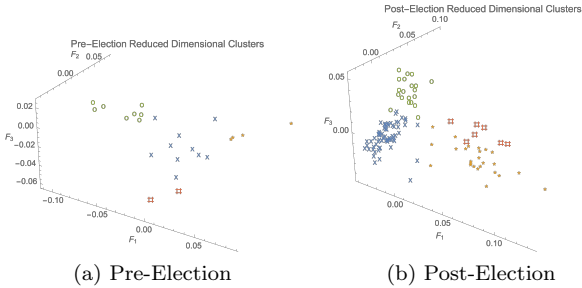 Pre–Election Reduced Dimensional Clusters
F2
0.05
0.00
0.02
0.00
F3
−0.02
−0.04
−0.06
−0.10
−0.05
0.00
0.05
F1
(a) Pre-Election
Post–Election Reduced Dimensional Clusters
0.10
F2
0.05
0.00
0.05
F3
0.00
0.00
0.05
0.10
F1
(b) Post-Election